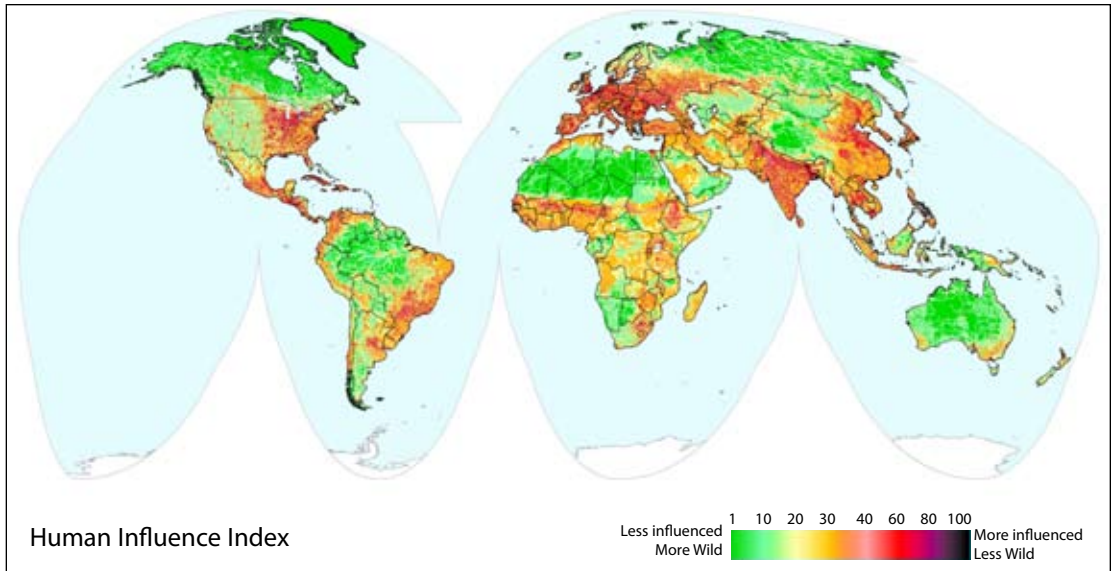 Human Influence Index
Less influenced
More Wild
1 10 20 30 40 60 80 100
More influenced
Less Wild